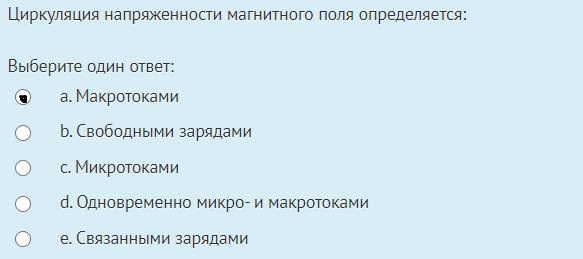 Циркуляция напряженности магнитного поля определяется:
Выберите один ответ:
a. Макротоками
b. Свободными зарядами
c. Микротоками
d. Одновременно микро- и макротоками
e. Связанными зарядами